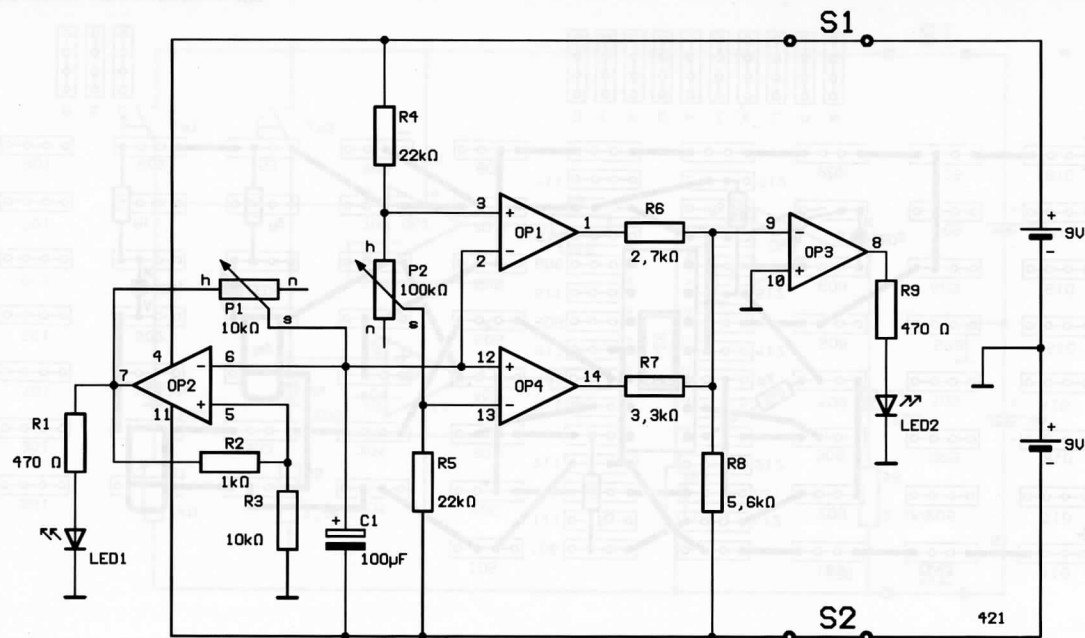 S1
R4
22kΩ
3
+
OP1
1
2
−
R6
2,7kΩ
9
−
OP3
8
10
+
+
9V
−
h
P2
100kΩ
s
n
h
n
P1
10kΩ
s
R9
470 Ω
4
6
−
7
OP2
+
11
5
12
+
OP4
14
13
−
R7
3,3kΩ
LED2
+
9V
−
R1
470 Ω
R2
1kΩ
R3
10kΩ
R5
22kΩ
R8
5,6kΩ
+
C1
100µF
LED1
S2
421